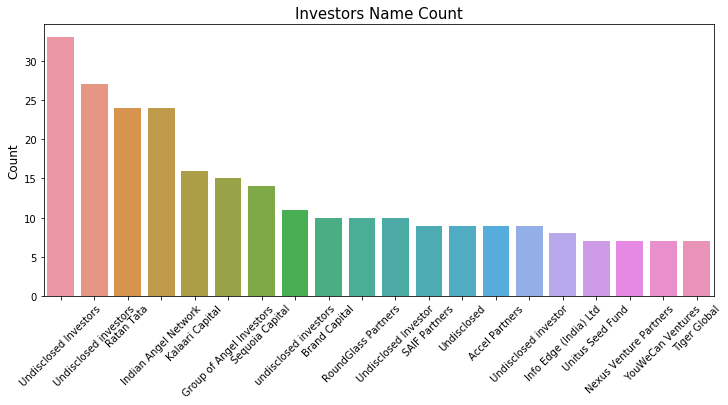 Investors Name Count
Count
30
25
20
15
10
5
0
Undisclosed Investors
Undisclosed investors
Ratan Tata
Indian Angel Network
Kalaari Capital
Group of Angel Investors
Sequoia Capital
undisclosed investors
Brand Capital
RoundGlass Partners
Undisclosed Investor
SAIF Partners
Undisclosed
Accel Partners
Undisclosed investor
Info Edge (India) Ltd
Unitus Seed Fund
Nexus Venture Partners
YouWeCan Ventures
Tiger Global